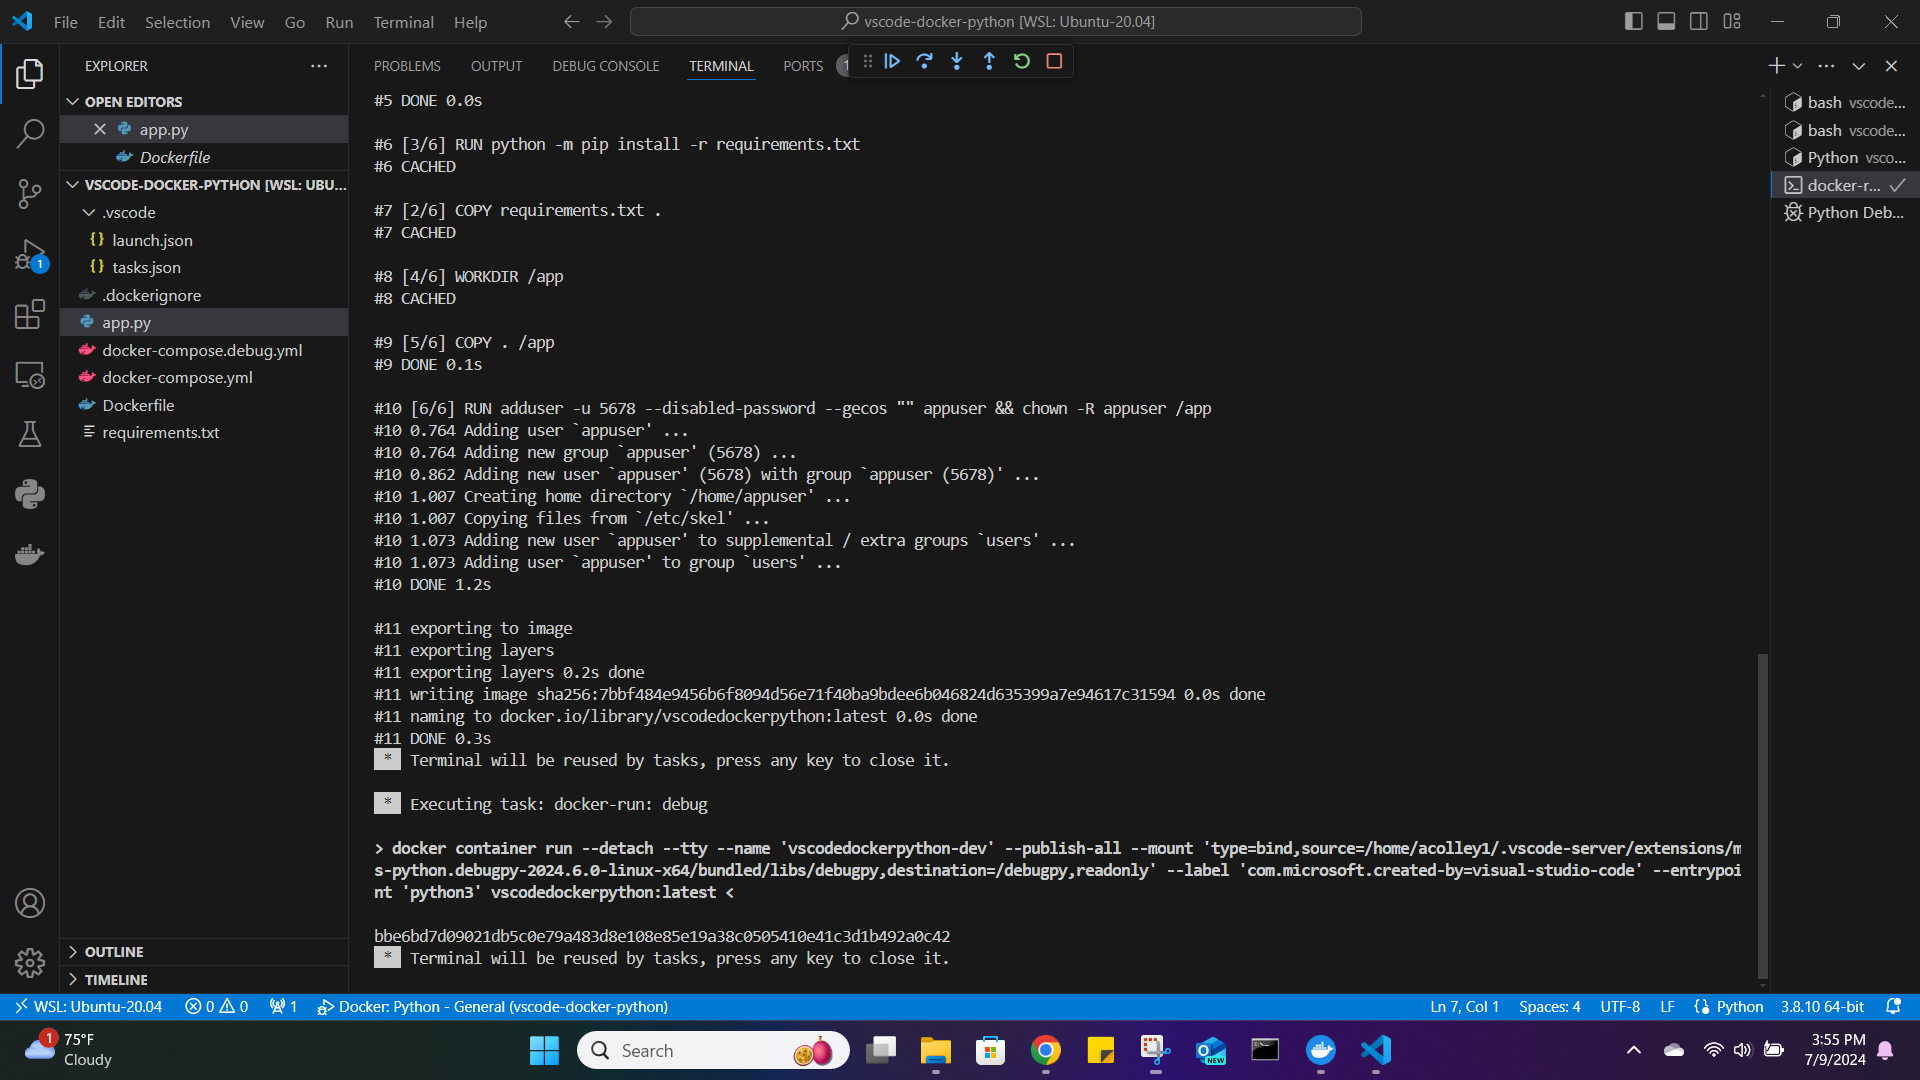 File Edit Selection View Go Run Terminal Help
vscode-docker-python [WSL: Ubuntu-20.04]
EXPLORER
OPEN EDITORS
app.py
Dockerfile
VSCODE-DOCKER-PYTHON [WSL: UBU...
.vscode
launch.json
tasks.json
.dockerignore
app.py
docker-compose.debug.yml
docker-compose.yml
Dockerfile
requirements.txt
OUTLINE
TIMELINE
PROBLEMS OUTPUT DEBUG CONSOLE TERMINAL PORTS 1
#5 DONE 0.0s
#6 [3/6] RUN python -m pip install -r requirements.txt
#6 CACHED
#7 [2/6] COPY requirements.txt .
#7 CACHED
#8 [4/6] WORKDIR /app
#8 CACHED
#9 [5/6] COPY . /app
#9 DONE 0.1s
#10 [6/6] RUN adduser -u 5678 --disabled-password --gecos "" appuser && chown -R appuser /app
#10 0.764 Adding user `appuser' ...
#10 0.764 Adding new group `appuser' (5678) ...
#10 0.862 Adding new user `appuser' (5678) with group `appuser (5678)' ...
#10 1.007 Creating home directory `/home/appuser' ...
#10 1.007 Copying files from `/etc/skel' ...
#10 1.073 Adding new user `appuser' to supplemental / extra groups `users' ...
#10 1.073 Adding user `appuser' to group `users' ...
#10 DONE 1.2s
#11 exporting to image
#11 exporting layers
#11 exporting layers 0.2s done
#11 writing image sha256:7bbf484e9456b6f8094d56e71f40ba9bdee6b046824d635399a7e94617c31594 0.0s done
#11 naming to docker.io/library/vscodedockerpython:latest 0.0s done
#11 DONE 0.3s
* Terminal will be reused by tasks, press any key to close it.
* Executing task: docker-run: debug
> docker container run --detach --tty --name 'vscodedockerpython-dev' --publish-all --mount 'type=bind,source=/home/acolley1/.vscode-server/extensions/m
s-python.debugpy-2024.6.0-linux-x64/bundled/libs/debugpy,destination=/debugpy,readonly' --label 'com.microsoft.created-by=visual-studio-code' --entrypoi
nt 'python3' vscodedockerpython:latest <
bbe6bd7d09021db5c0e79a483d8e108e85e19a38c0505410e41c3d1b492a0c42
* Terminal will be reused by tasks, press any key to close it.
bash vscode...
bash vscode...
Python vsco...
docker-r...
Python Deb...
1
WSL: Ubuntu-20.04 0 0 1 Docker: Python - General (vscode-docker-python) Ln 7, Col 1 Spaces: 4 UTF-8 LF {} Python 3.8.10 64-bit
1
75°F
Cloudy
Search
NEW
3:55 PM
7/9/2024